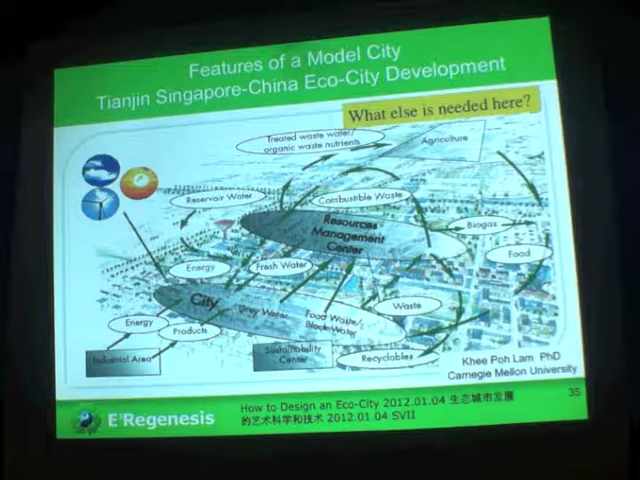 Features of a Model City
Tianjin Singapore-China Eco-City Development
What else is needed here?
Treated waste water/
organic waste nutrients
Agriculture
Reservoir Water
Combustible Waste
Resources
Management
Center
Biogas
Food
Energy
Fresh Water
City
Grey Water
Food Waste/
Black Water
Waste
Energy
Products
Industrial Area
Sustainability
Center
Recyclables
Khee Poh Lam PhD
Carnegie Mellon University
35
E³Regenesis
How to Design an Eco-City 2012.01.04 生态城市发展
的艺术科学和技术 2012.01.04 SVII